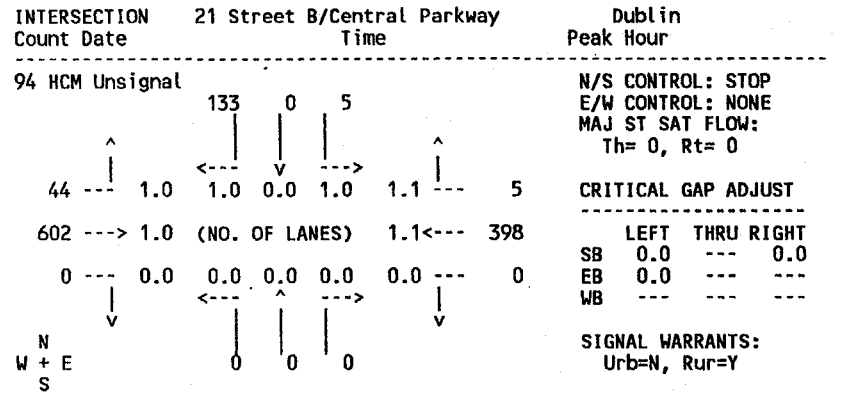 INTERSECTION 21 Street B/Central Parkway Dublin
Count Date Time Peak Hour
--------------------------------------------------------------------------------
94 HCM Unsignal N/S CONTROL: STOP
133 0 5 E/W CONTROL: NONE
MAJ ST SAT FLOW:
^ ^ Th= 0, Rt= 0
<--- v --->
44 --- 1.0 1.0 0.0 1.0 1.1 --- 5 CRITICAL GAP ADJUST
--------------------
602 ---> 1.0 (NO. OF LANES) 1.1<--- 398 LEFT THRU RIGHT
SB 0.0 --- 0.0
0 --- 0.0 0.0 0.0 0.0 0.0 --- 0 EB 0.0 --- ---
<--- ^ ---> WB --- --- ---
v v
N SIGNAL WARRANTS:
W + E 0 0 0 Urb=N, Rur=Y
S